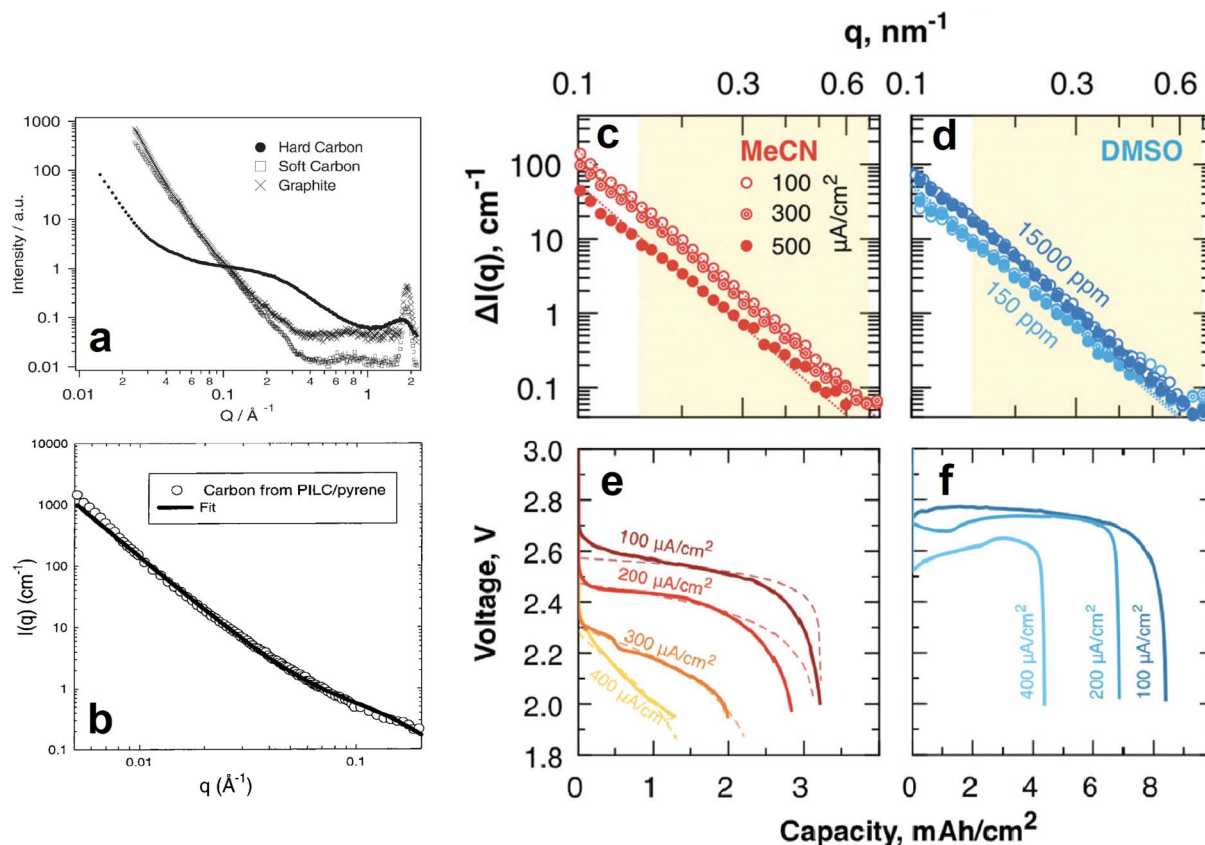 a
Intensity / a.u.
1000
100
10
1
0.1
0.01
Hard Carbon
Soft Carbon
Graphite
0.01
2
4
6
8
0.1
2
4
6
8
1
2
Q / Å⁻¹
b
I(q) (cm⁻¹)
10000
1000
100
10
1
0.1
Carbon from PILC/pyrene
Fit
0.01
0.1
q (Å⁻¹)
q, nm⁻¹
0.1
0.3
0.6
0.1
0.3
0.6
ΔI(q), cm⁻¹
100
10
1
0.1
c
MeCN
100
300
500
μA/cm²
d
DMSO
15000 ppm
150 ppm
Voltage, V
3.0
2.8
2.6
2.4
2.2
2.0
1.8
e
100 μA/cm²
200 μA/cm²
300 μA/cm²
400 μA/cm²
0
1
2
3
f
400 μA/cm²
200 μA/cm²
100 μA/cm²
0
2
4
6
8
Capacity, mAh/cm²